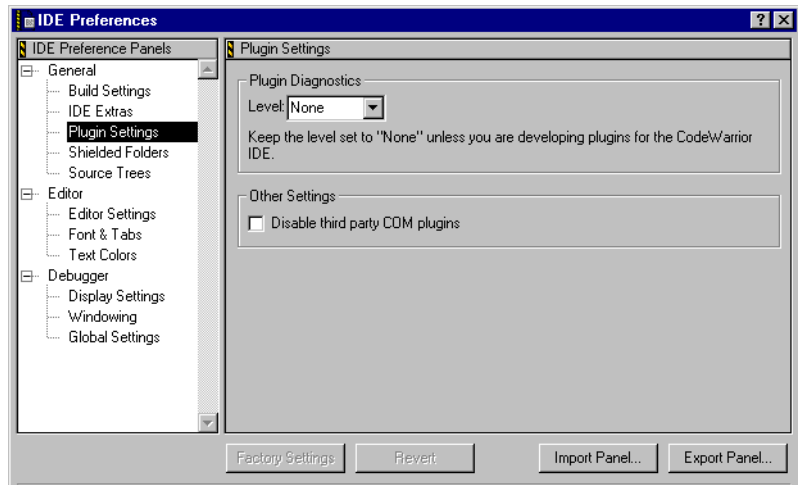 IDE Preferences
IDE Preference Panels
General
Build Settings
IDE Extras
Plugin Settings
Shielded Folders
Source Trees
Editor
Editor Settings
Font & Tabs
Text Colors
Debugger
Display Settings
Windowing
Global Settings
Plugin Settings
Plugin Diagnostics
Level: None
Keep the level set to "None" unless you are developing plugins for the CodeWarrior
IDE.
Other Settings
Disable third party COM plugins
Factory Settings
Revert
Import Panel...
Export Panel...